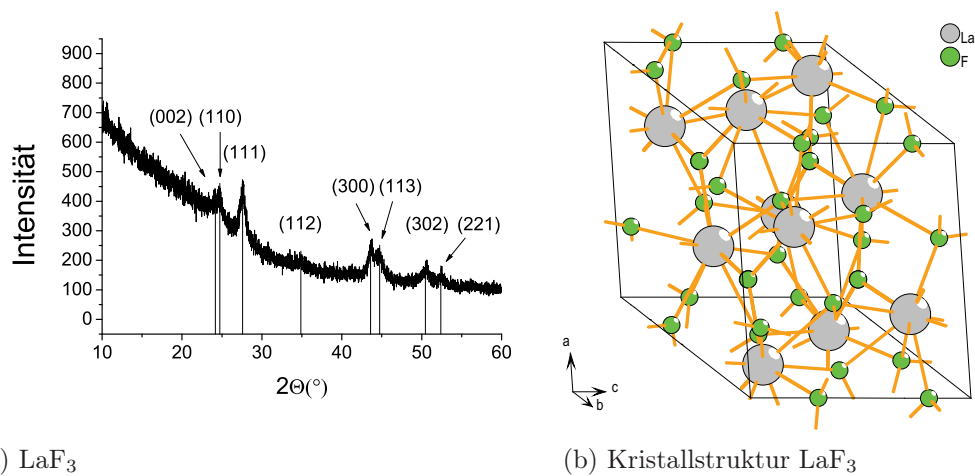 900
800
700
600
500
400
300
200
100
0
Intensität
(002) (110)
(111)
(112)
(300) (113)
(302) (221)
10 20 30 40 50 60
2Θ(°)
La
F
a
c
b
) LaF₃
(b) Kristallstruktur LaF₃